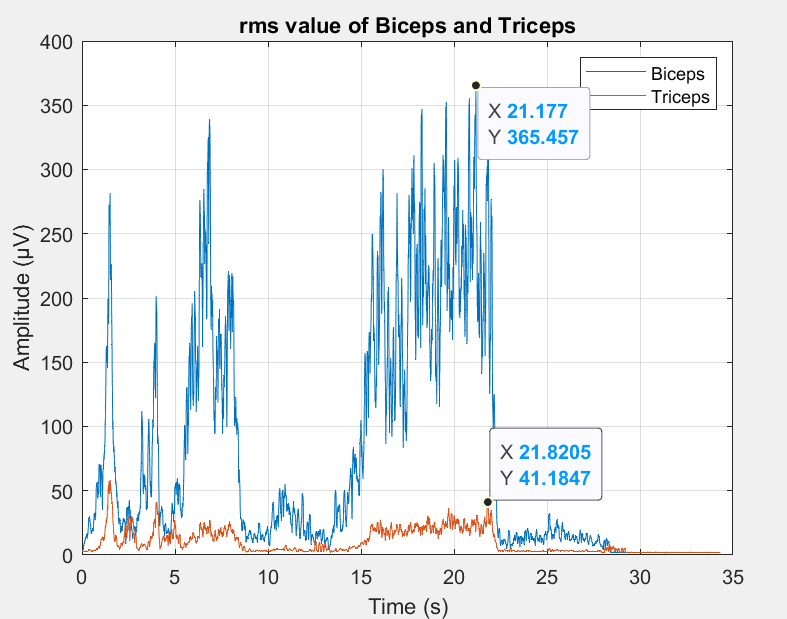 rms value of Biceps and Triceps
400
350
300
250
200
150
100
50
0
Amplitude (μV)
Biceps
Triceps
X 21.177
Y 365.457
X 21.8205
Y 41.1847
0 5 10 15 20 25 30 35
Time (s)